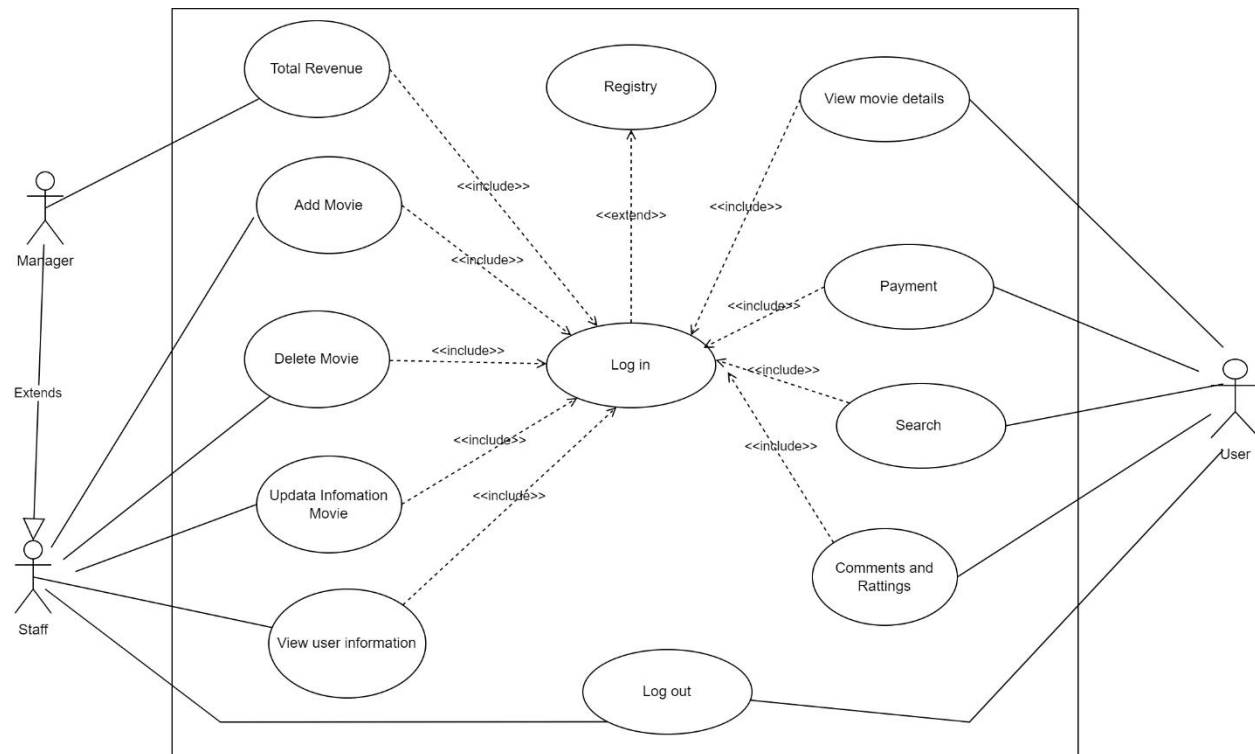 Total Revenue
Registry
View movie details
<<include>>
Add Movie
<<extend>>
<<include>>
Manager
<<include>>
Payment
<<include>>
Delete Movie
<<include>>
Log in
<<include>>
Extends
Search
<<include>>
<<include>>
User
Updata Infomation
Movie
<<include>>
Comments and
Rattings
Staff
View user information
Log out